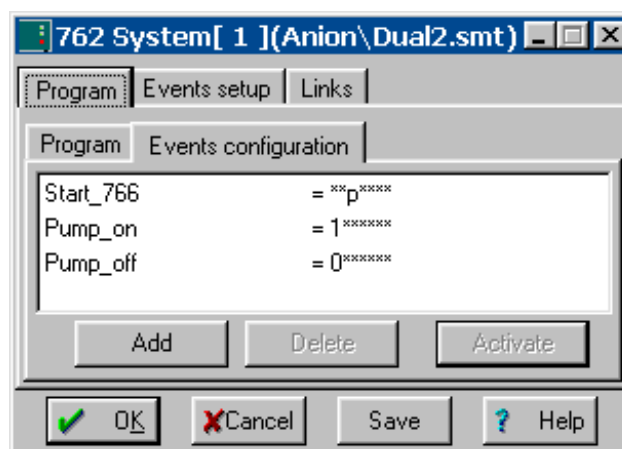 762 System[ 1 ](Anion\Dual2.smt)
Program Events setup Links
Program Events configuration
Start_766 = **p****
Pump_on = 1******
Pump_off = 0******
Add Delete Activate
OK Cancel Save ? Help